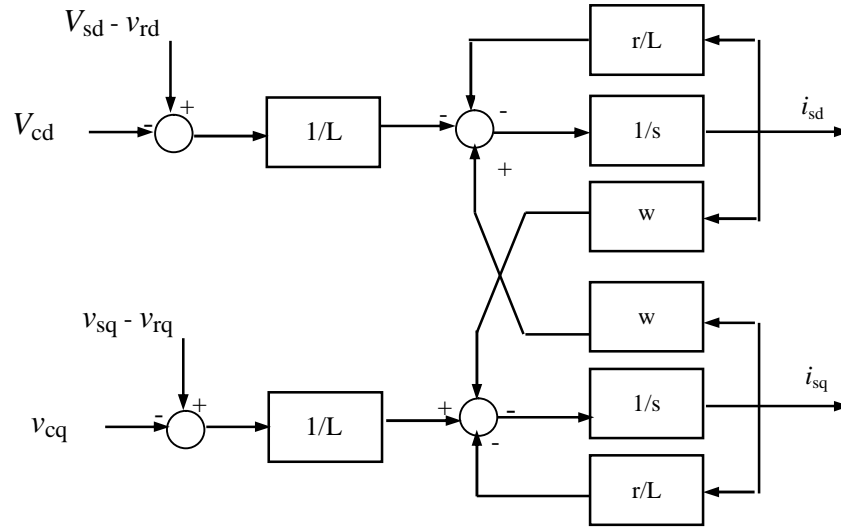 V_sd - v_rd
r/L
+
-
-
-
i_sd
V_cd
1/L
1/s
+
w
v_sq - v_rq
w
i_sq
-
+
+
-
1/s
v_cq
1/L
-
r/L